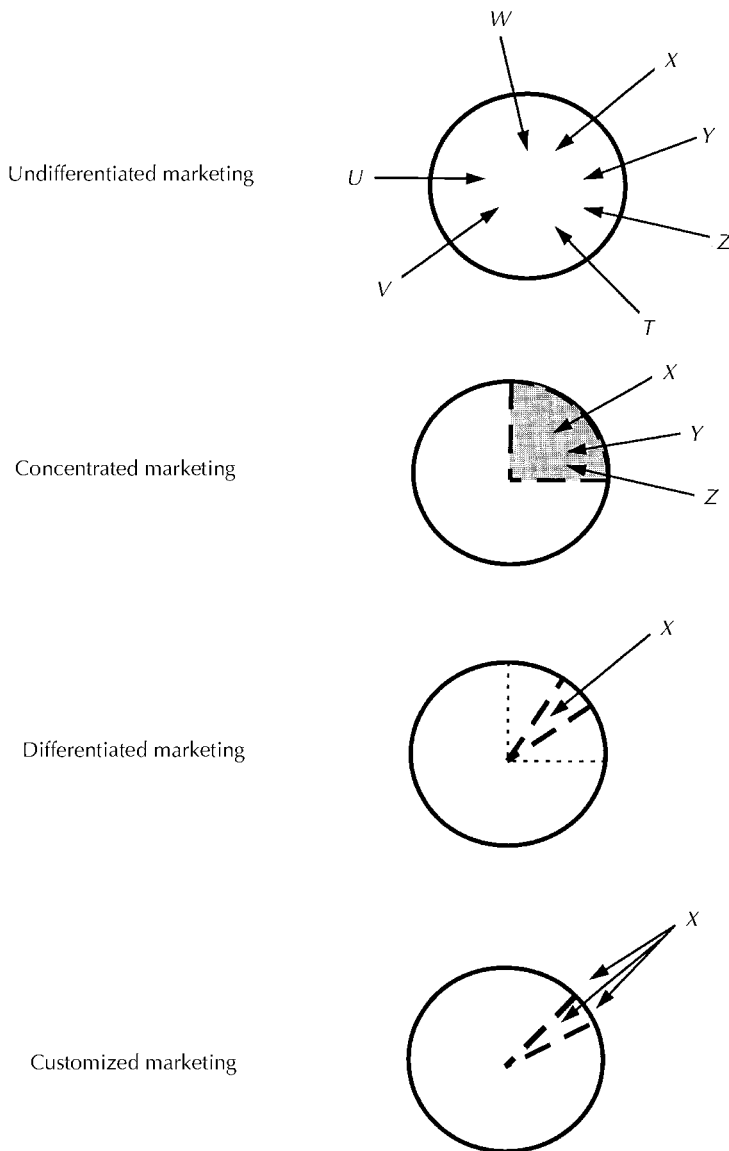 W
X
Undifferentiated marketing
U
Y
Z
V
T
X
Concentrated marketing
Y
Z
X
Differentiated marketing
X
Customized marketing